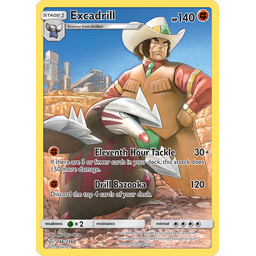 STAGE 1
Excadrill
HP140
Evolves from Drilbur
Eleventh Hour Tackle 30+
If there are 3 or fewer cards in your deck, this attack
does 150 more damage.
Drill Bazooka 120
Discard the top 4 cards of your deck.
weakness ×2 resistance retreat